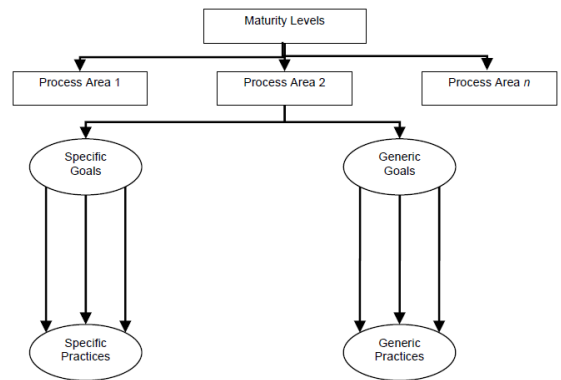 Maturity Levels
Process Area 1
Process Area 2
Process Area n
Specific
Goals
Generic
Goals
Specific
Practices
Generic
Practices